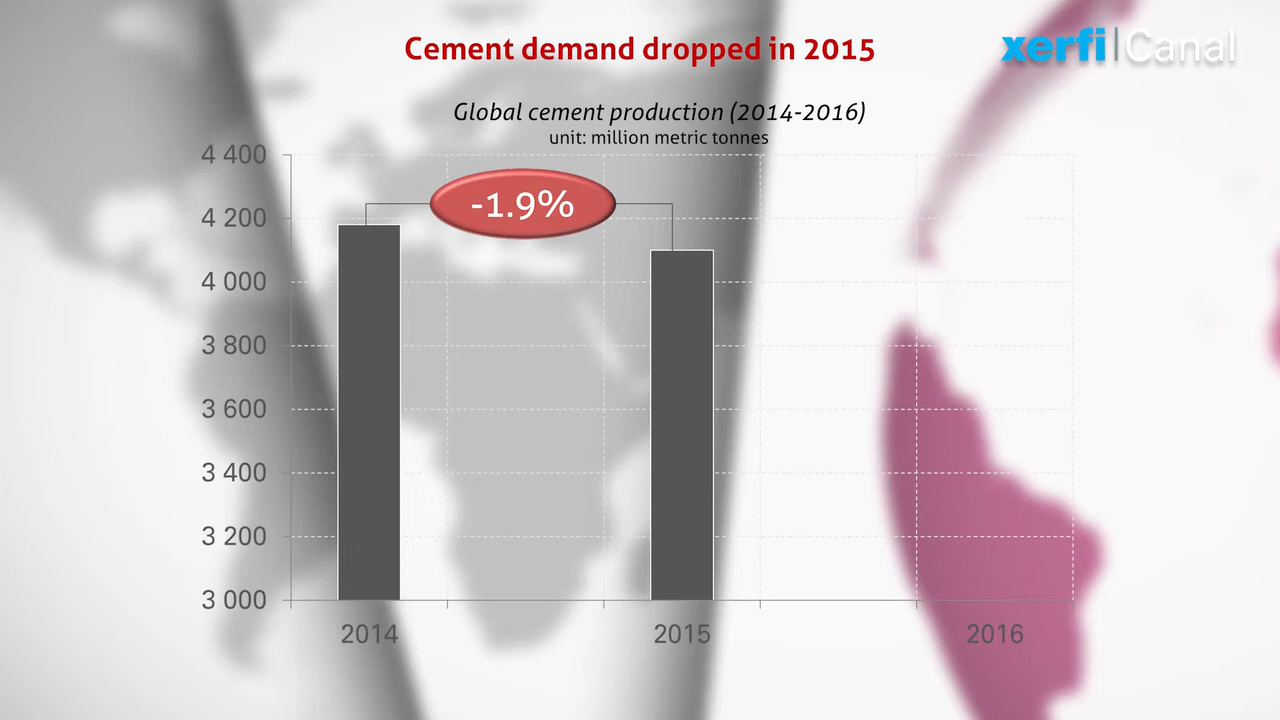 Cement demand dropped in 2015
xerfi Canal
Global cement production (2014-2016)
unit: million metric tonnes
4 400
-1.9%
4 200
4 000
3 800
3 600
3 400
3 200
3 000
2014 2015 2016